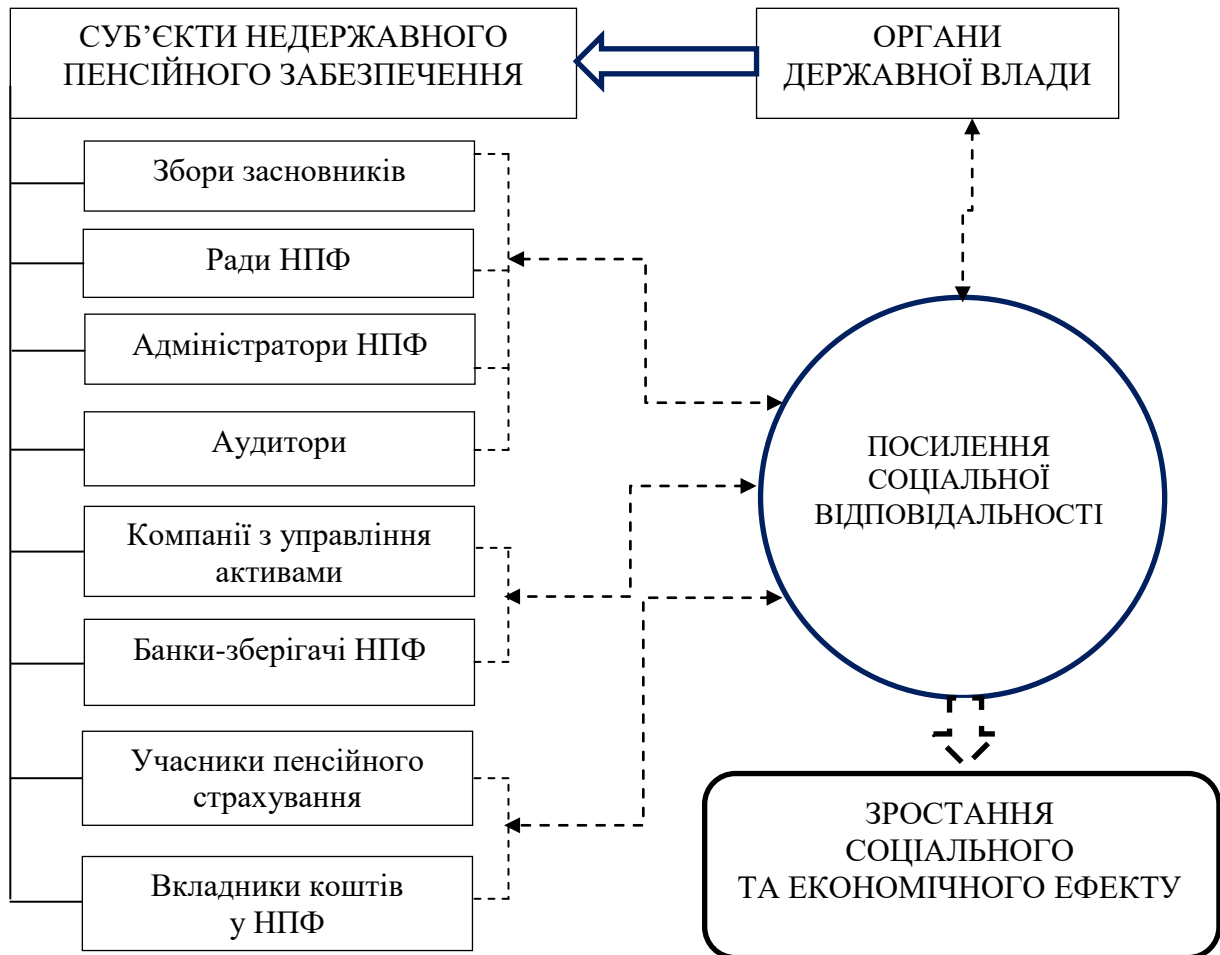 СУБ’ЄКТИ НЕДЕРЖАВНОГО
ПЕНСІЙНОГО ЗАБЕЗПЕЧЕННЯ
ОРГАНИ
ДЕРЖАВНОЇ ВЛАДИ
Збори засновників
Ради НПФ
Адміністратори НПФ
Аудитори
Компанії з управління
активами
Банки-зберігачі НПФ
Учасники пенсійного
страхування
Вкладники коштів
у НПФ
ПОСИЛЕННЯ
СОЦІАЛЬНОЇ
ВІДПОВІДАЛЬНОСТІ
ЗРОСТАННЯ
СОЦІАЛЬНОГО
ТА ЕКОНОМІЧНОГО ЕФЕКТУ